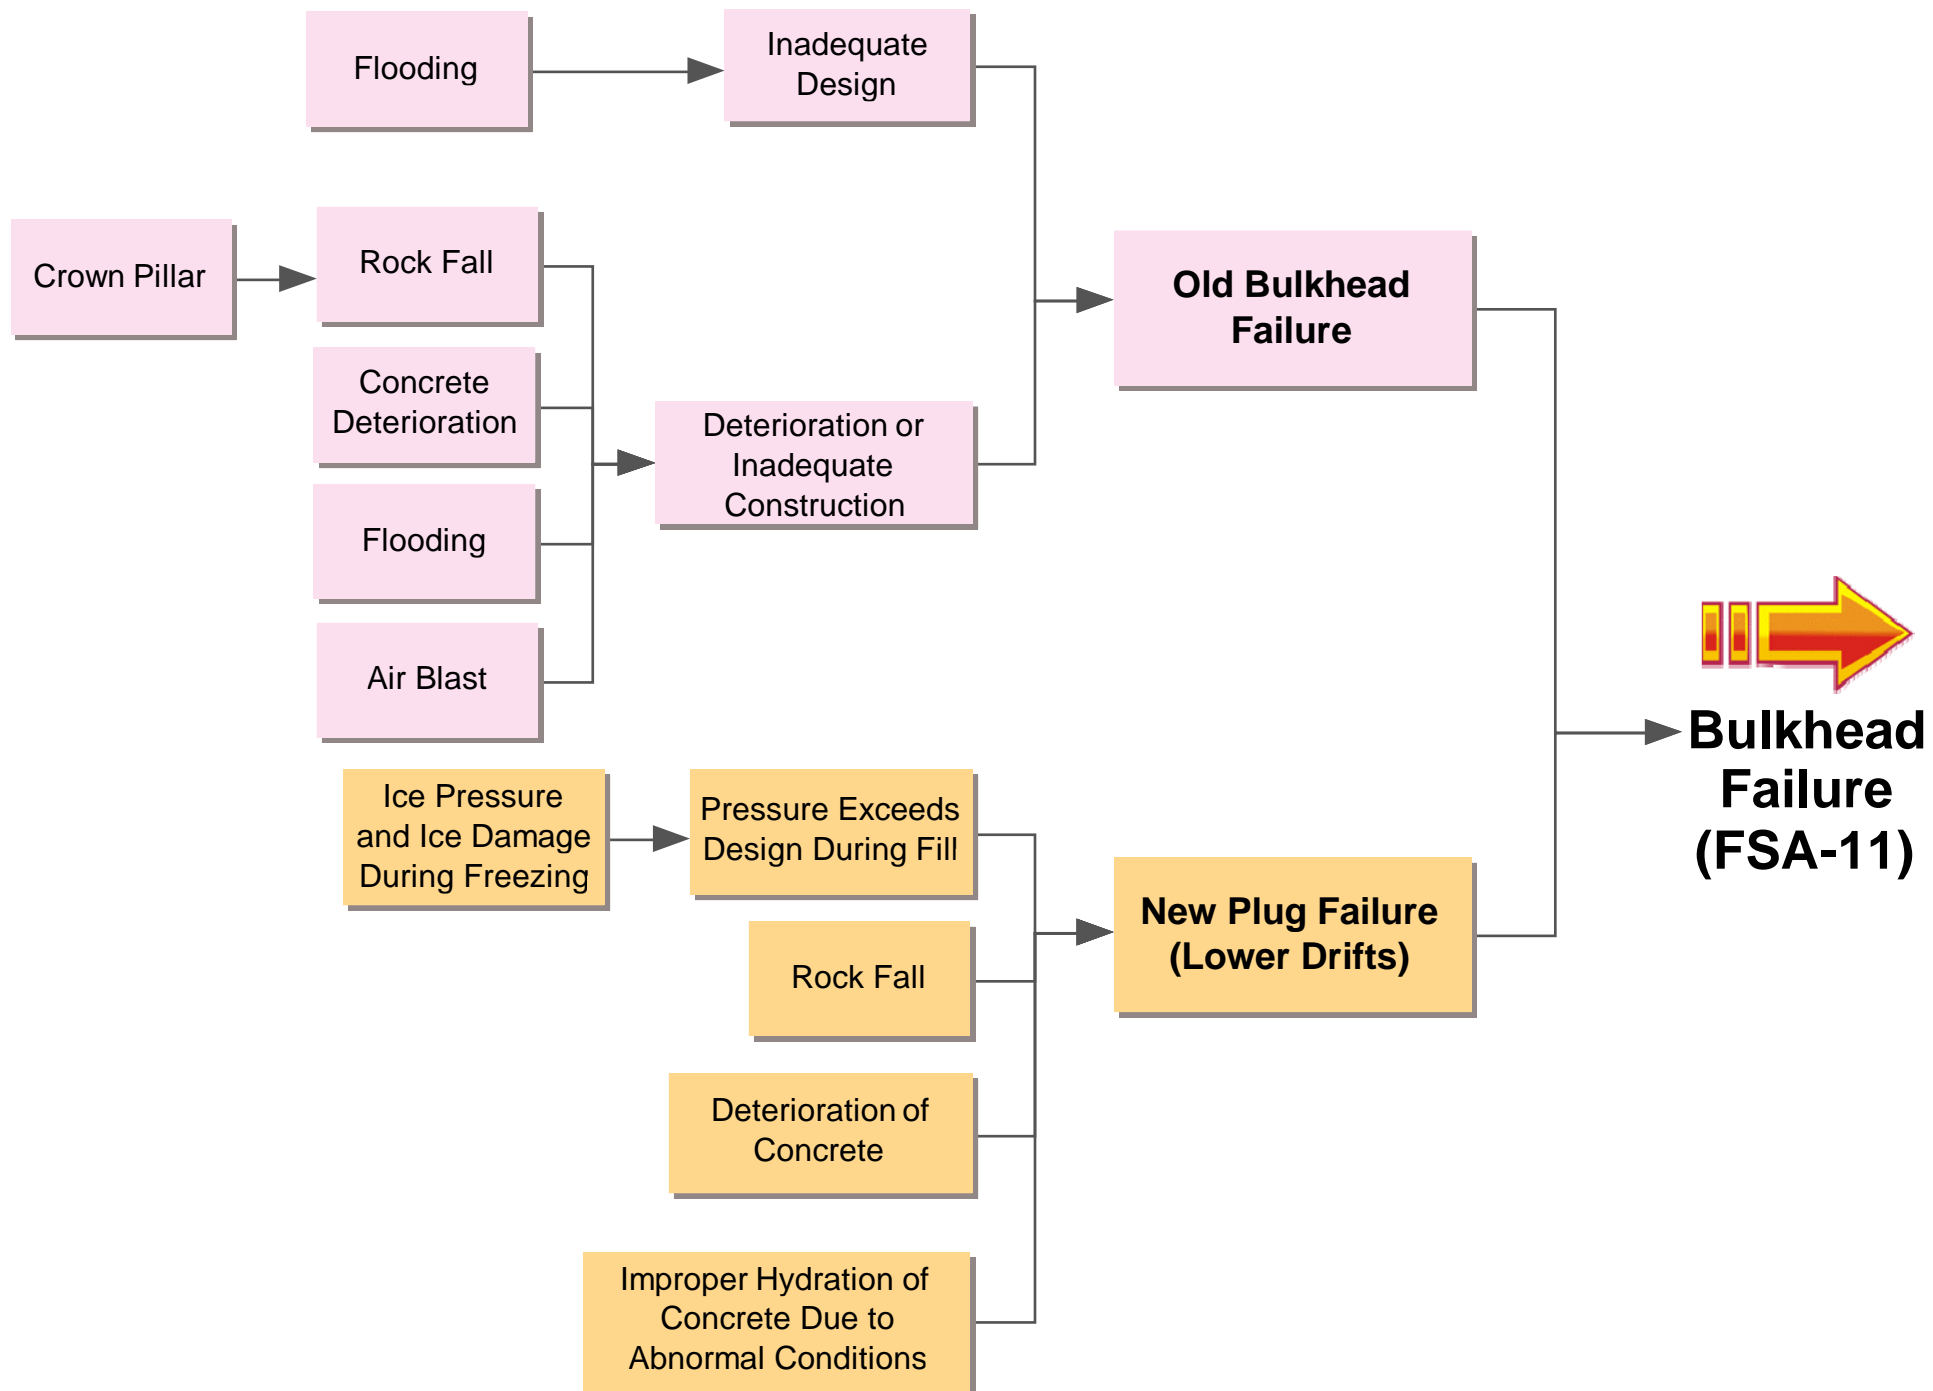 Flooding
Inadequate
Design
Crown Pillar
Rock Fall
Concrete
Deterioration
Flooding
Air Blast
Deterioration or
Inadequate
Construction
Old Bulkhead
Failure
Ice Pressure
and Ice Damage
During Freezing
Pressure Exceeds
Design During Fill
Rock Fall
Deterioration of
Concrete
Improper Hydration of
Concrete Due to
Abnormal Conditions
New Plug Failure
(Lower Drifts)
Bulkhead
Failure
(FSA-11)